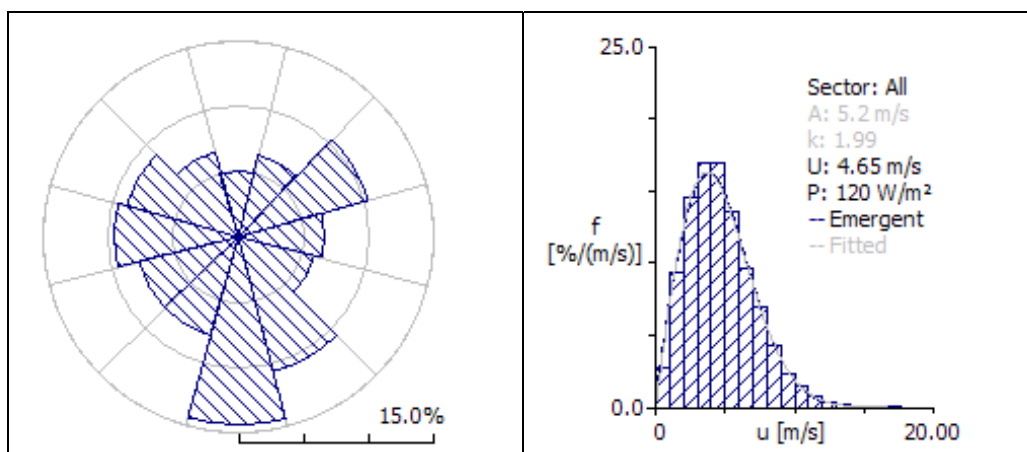 15.0%
25.0
Sector: All
A: 5.2 m/s
k: 1.99
U: 4.65 m/s
P: 120 W/m²
-- Emergent
-- Fitted
f
[%/(m/s)]
0.0
0
u [m/s]
20.00